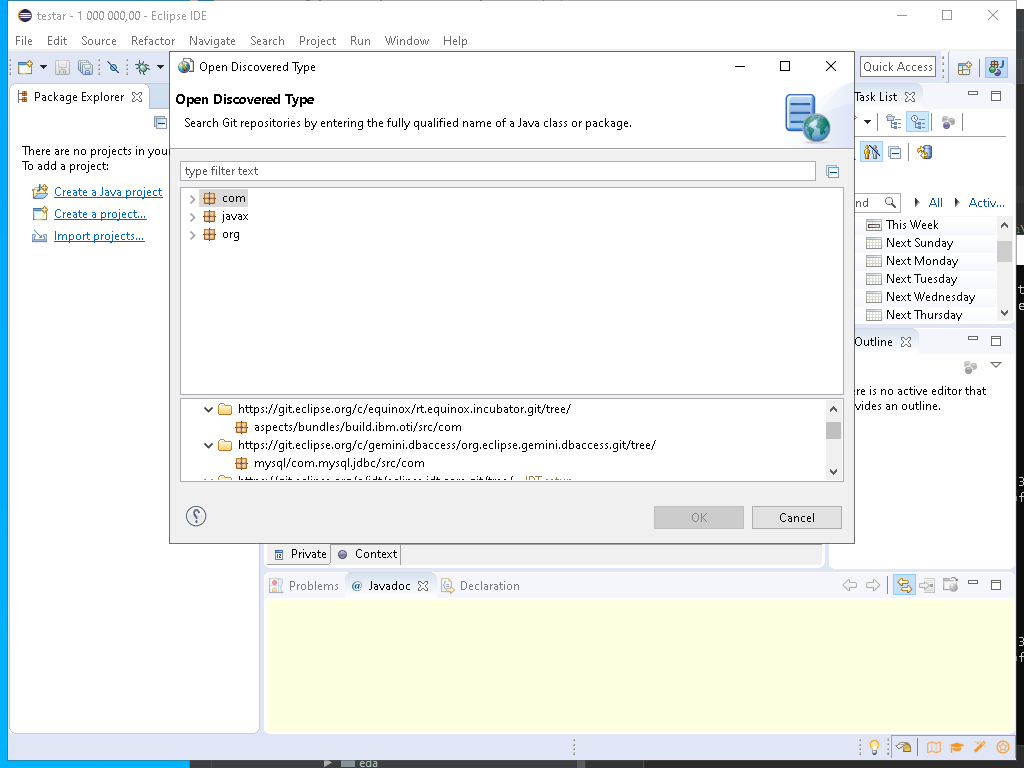 testar - 1 000 000,00 - Eclipse IDE
File Edit Source Refactor Navigate Search Project Run Window Help
Open Discovered Type
Quick Access
Package Explorer
Open Discovered Type
Search Git repositories by entering the fully qualified name of a Java class or package.
Task List
There are no projects in your
To add a project:
Create a Java project
Create a project...
Import projects...
type filter text
com
javax
org
All Activ...
This Week
Next Sunday
Next Monday
Next Tuesday
Next Wednesday
Next Thursday
Outline
there is no active editor that
provides an outline.
https://git.eclipse.org/c/equinox/rt.equinox.incubator.git/tree/
aspects/bundles/build.ibm.oti/src/com
https://git.eclipse.org/c/gemini.dbaccess/org.eclipse.gemini.dbaccess.git/tree/
mysql/com.mysql.jdbc/src/com
OK Cancel
Private Context
Problems @ Javadoc Declaration
eda